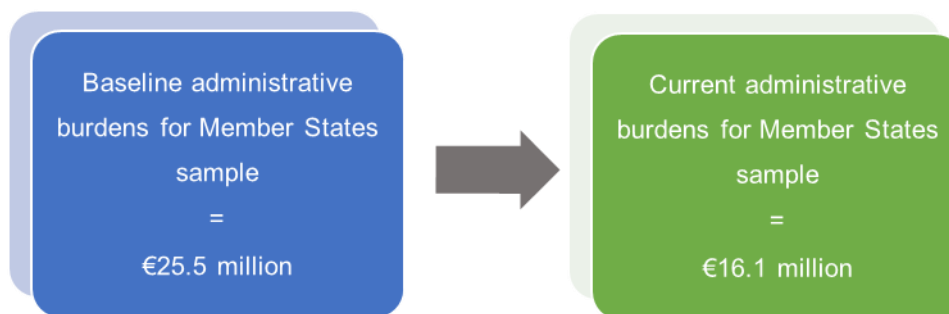 Baseline administrative
burdens for Member States
sample
=
€25.5 million
Current administrative
burdens for Member States
sample
=
€16.1 million